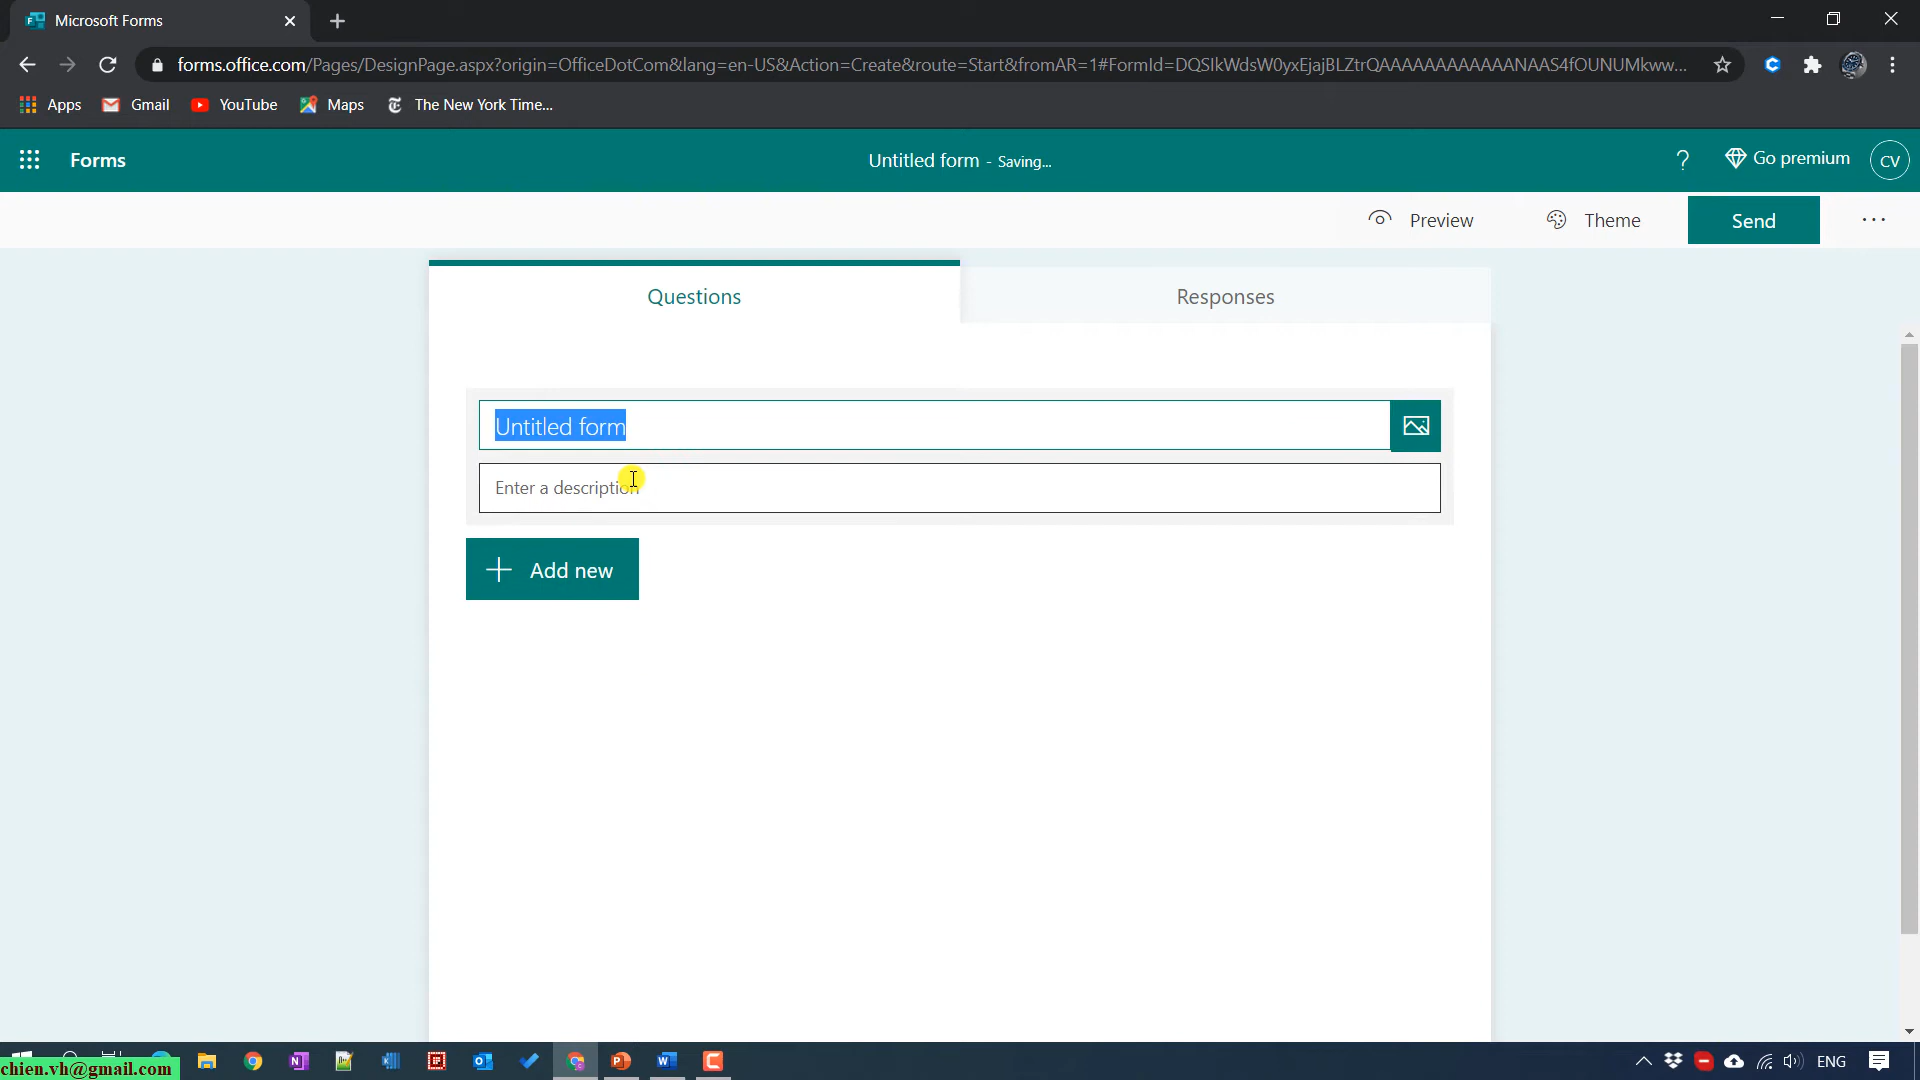 Microsoft Forms
forms.office.com/Pages/DesignPage.aspx?origin=OfficeDotCom&lang=en-US&Action=Create&route=Start&fromAR=1#FormId=DQSIkWdsW0yxEjajBLZtrQAAAAAAAAAAAANAAS4fOUNUMkww...
Apps Gmail YouTube Maps The New York Time...
Forms Untitled form - Saving... ? Go premium CV
Preview Theme Send ...
Questions Responses
Untitled form
Enter a description
Add new
chien.vh@gmail.com ENG